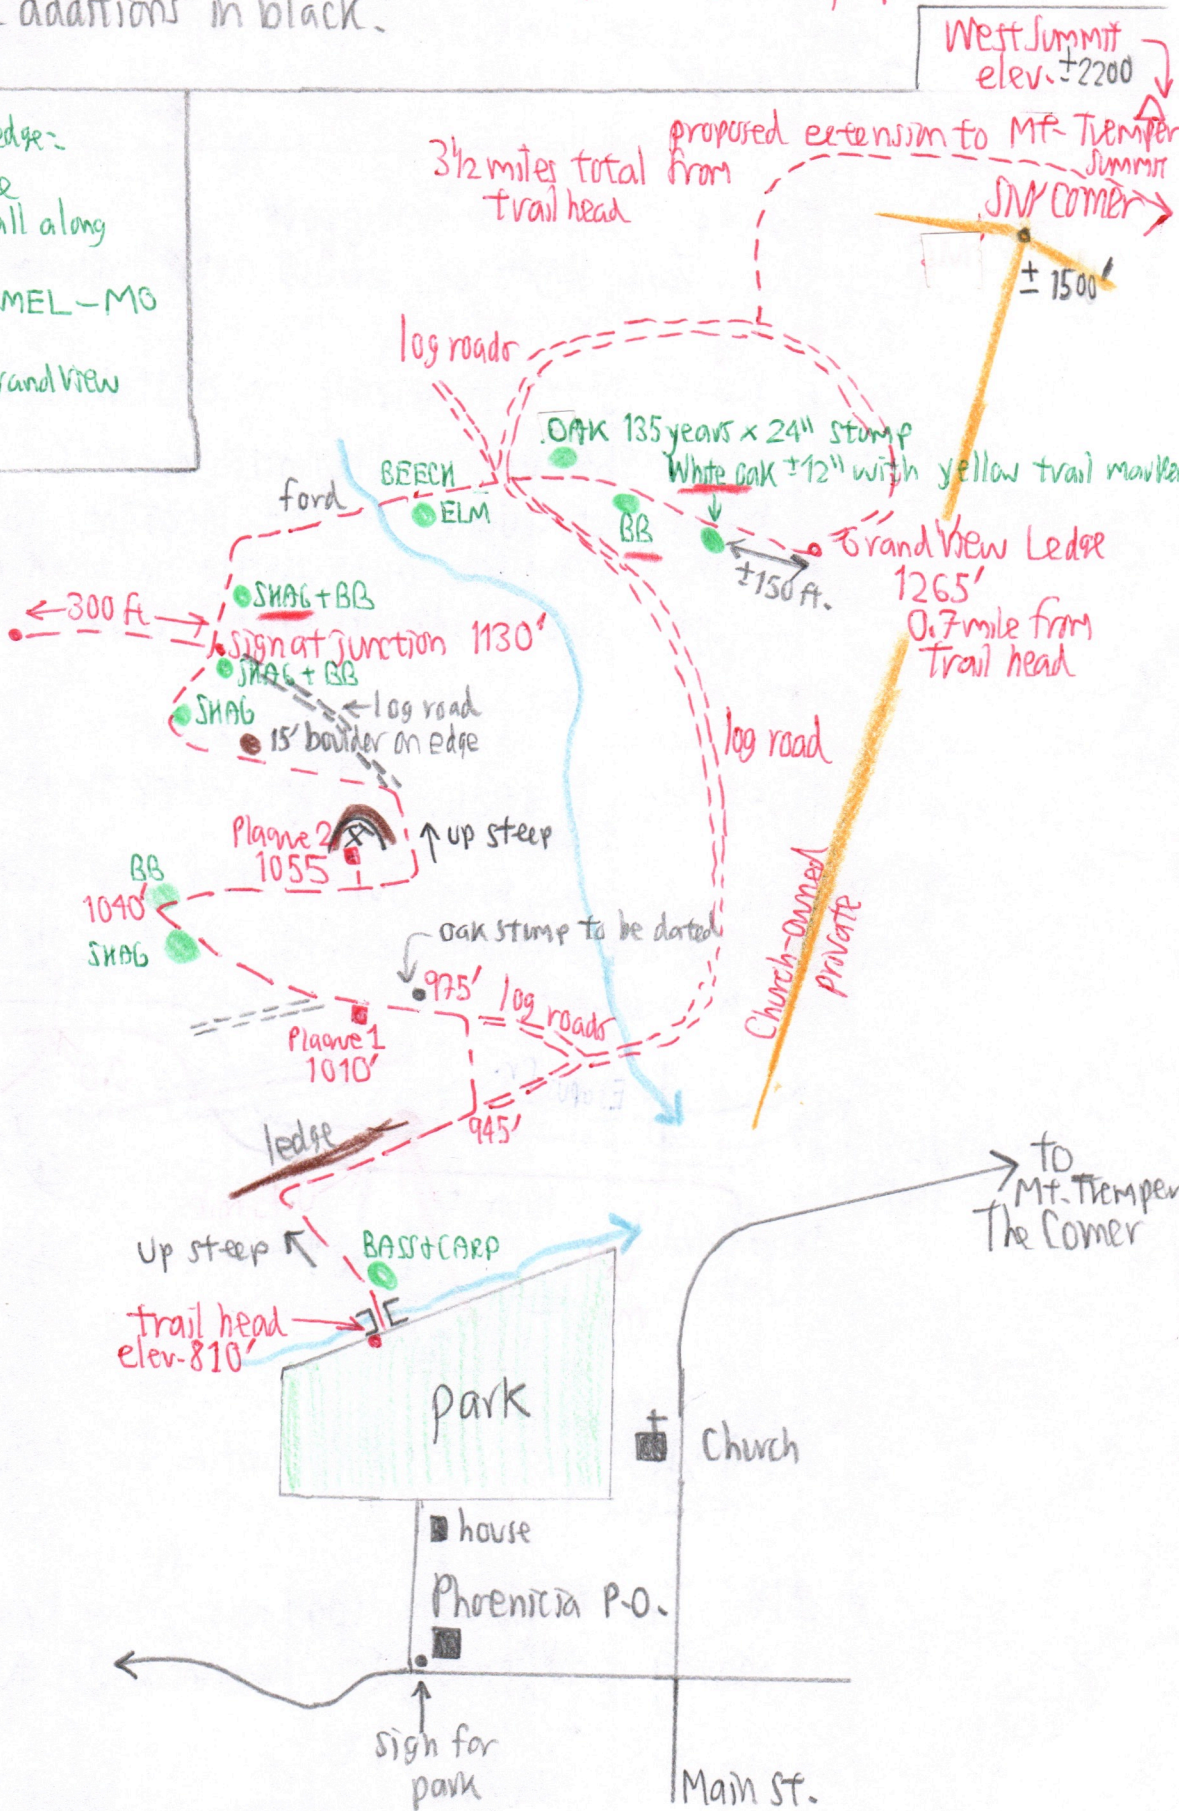 additions in black.
West Summit
elev. ±2200
edge:
all along
MEL-MO
Grand View
proposed extension to Mt. Tremper
Summit
3½ miles total from
trail head
SW corner
± 1500'
log roads
OAK 135 years x 24" stump
White oak ±12" with yellow trail marker
BEECH
ELM
ford
BB
±150 ft.
Grand View Ledge
1265'
0.7 mile from
trail head
SHAG + BB
300 ft
sign at junction 1130'
SHAG + BB
SHAG
log road
15' boulder on edge
log road
Plaque 2
1055
up steep
BB
1040'
SHAG
oak stump to be dated
975'
log roads
Plaque 1
1010'
Church-owned
private
945'
ledge
to
Mt. Tremper
The Corner
up steep
BASS + CARP
trail head
elev-810'
park
Church
house
Phoenicia P.O.
sign for
park
Main St.